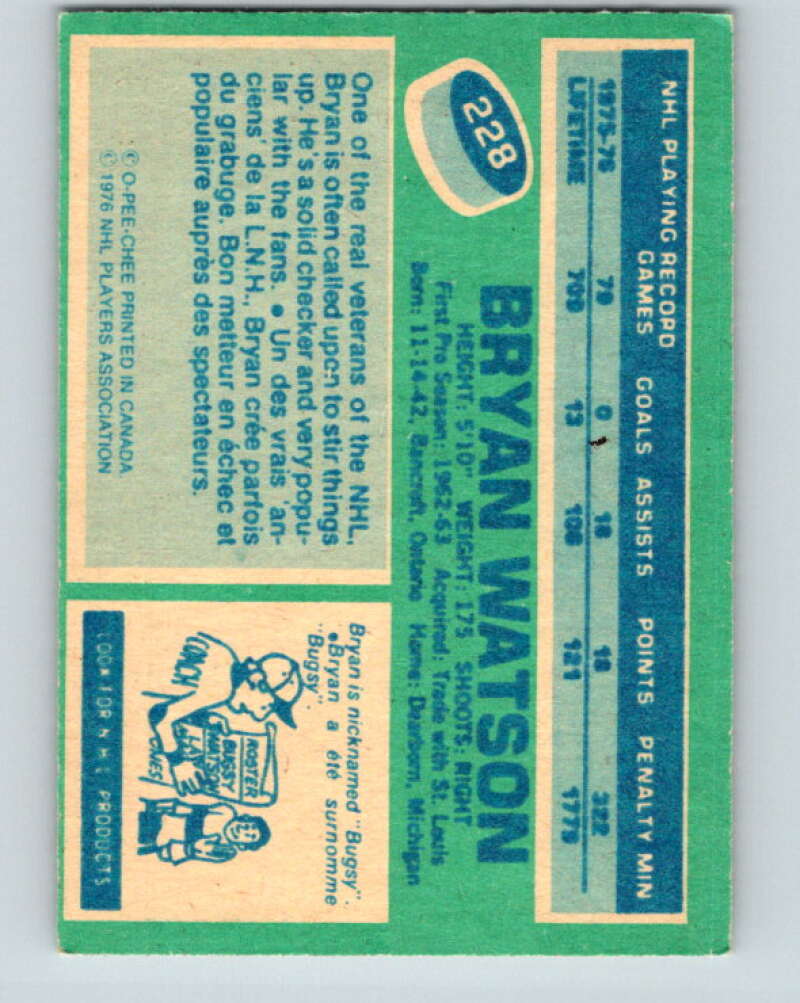 NHL PLAYING RECORD
GAMES GOALS ASSISTS POINTS PENALTY MIN
1975-76 79 0 18 18 322
LIFETIME 709 13 108 121 1779
228
BRYAN WATSON
HEIGHT: 5'10" WEIGHT: 175 SHOOTS: RIGHT
First Pro Season: 1962-63 Acquired: Trade with St. Louis
Born: 11-14-42, Bancroft, Ontario Home: Dearborn, Michigan
One of the real veterans of the NHL,
Bryan is often called upon to stir things
up. He's a solid checker and very popu-
lar with the fans. • Un des vrais 'an-
ciens' de la L.N.H., Bryan crée parfois
du grabuge. Bon metteur en échec et
populaire auprès des spectateurs.
© O-PEE-CHEE PRINTED IN CANADA
© 1976 NHL PLAYERS ASSOCIATION
Bryan is nicknamed "Bugsy".
• Bryan a été surnommé
"Bugsy"
COACH
ROSTER
BUGSY
WATSON
JONES
LOOK FOR NHL PRODUCTS